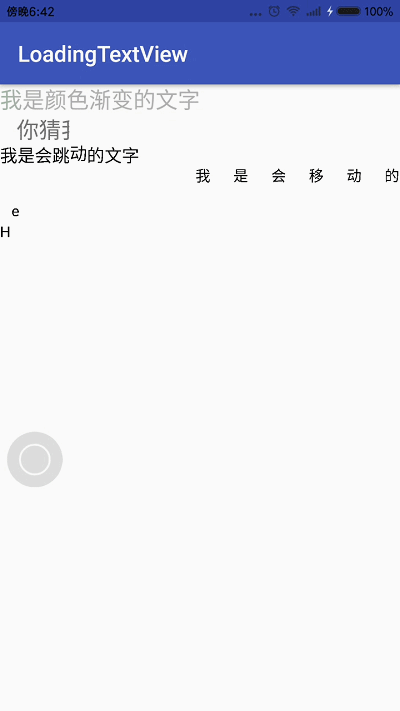 傍晚6:42 ... 100%
LoadingTextView
我是颜色渐变的文字
你猜
我是会跳动的文字
我 是 会 移 动 的
e
H